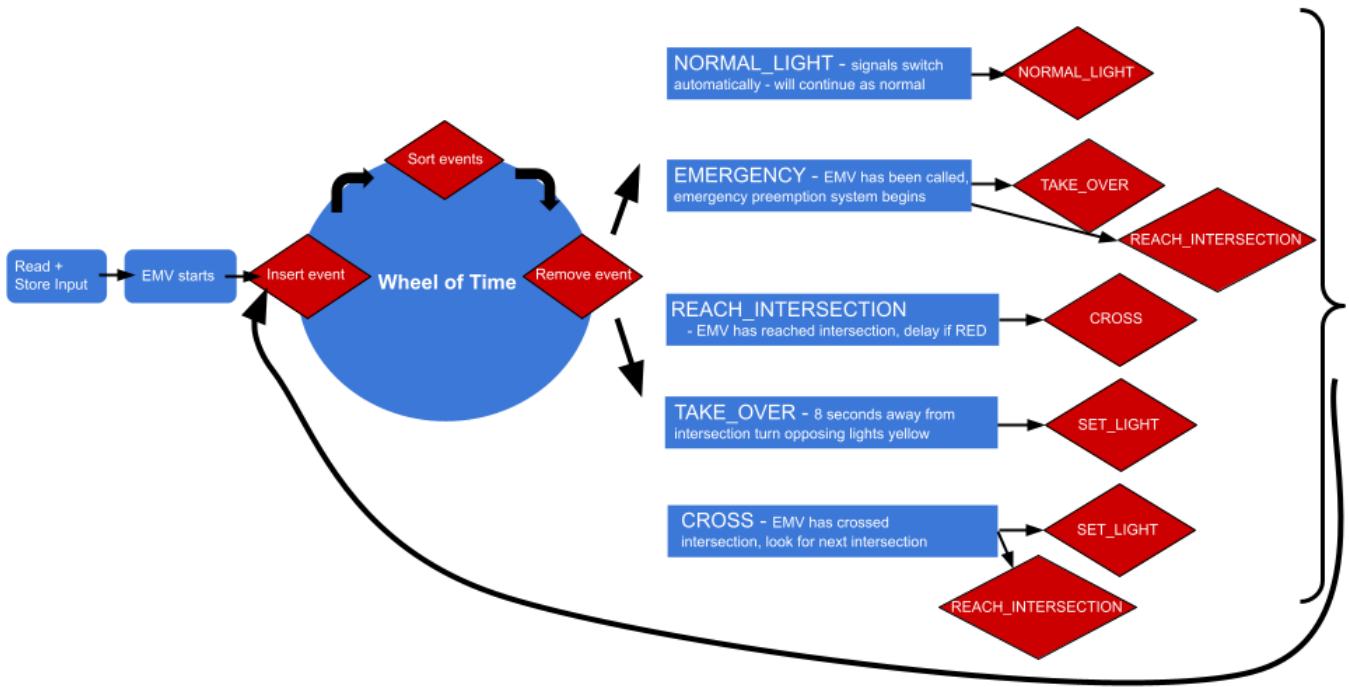 Read +
Store Input
EMV starts
Insert event
Sort events
Wheel of Time
Remove event
NORMAL_LIGHT - signals switch
automatically - will continue as normal
NORMAL_LIGHT
EMERGENCY - EMV has been called,
emergency preemption system begins
TAKE_OVER
REACH_INTERSECTION
REACH_INTERSECTION
- EMV has reached intersection, delay if RED
CROSS
TAKE_OVER - 8 seconds away from
intersection turn opposing lights yellow
SET_LIGHT
CROSS - EMV has crossed
intersection, look for next intersection
SET_LIGHT
REACH_INTERSECTION